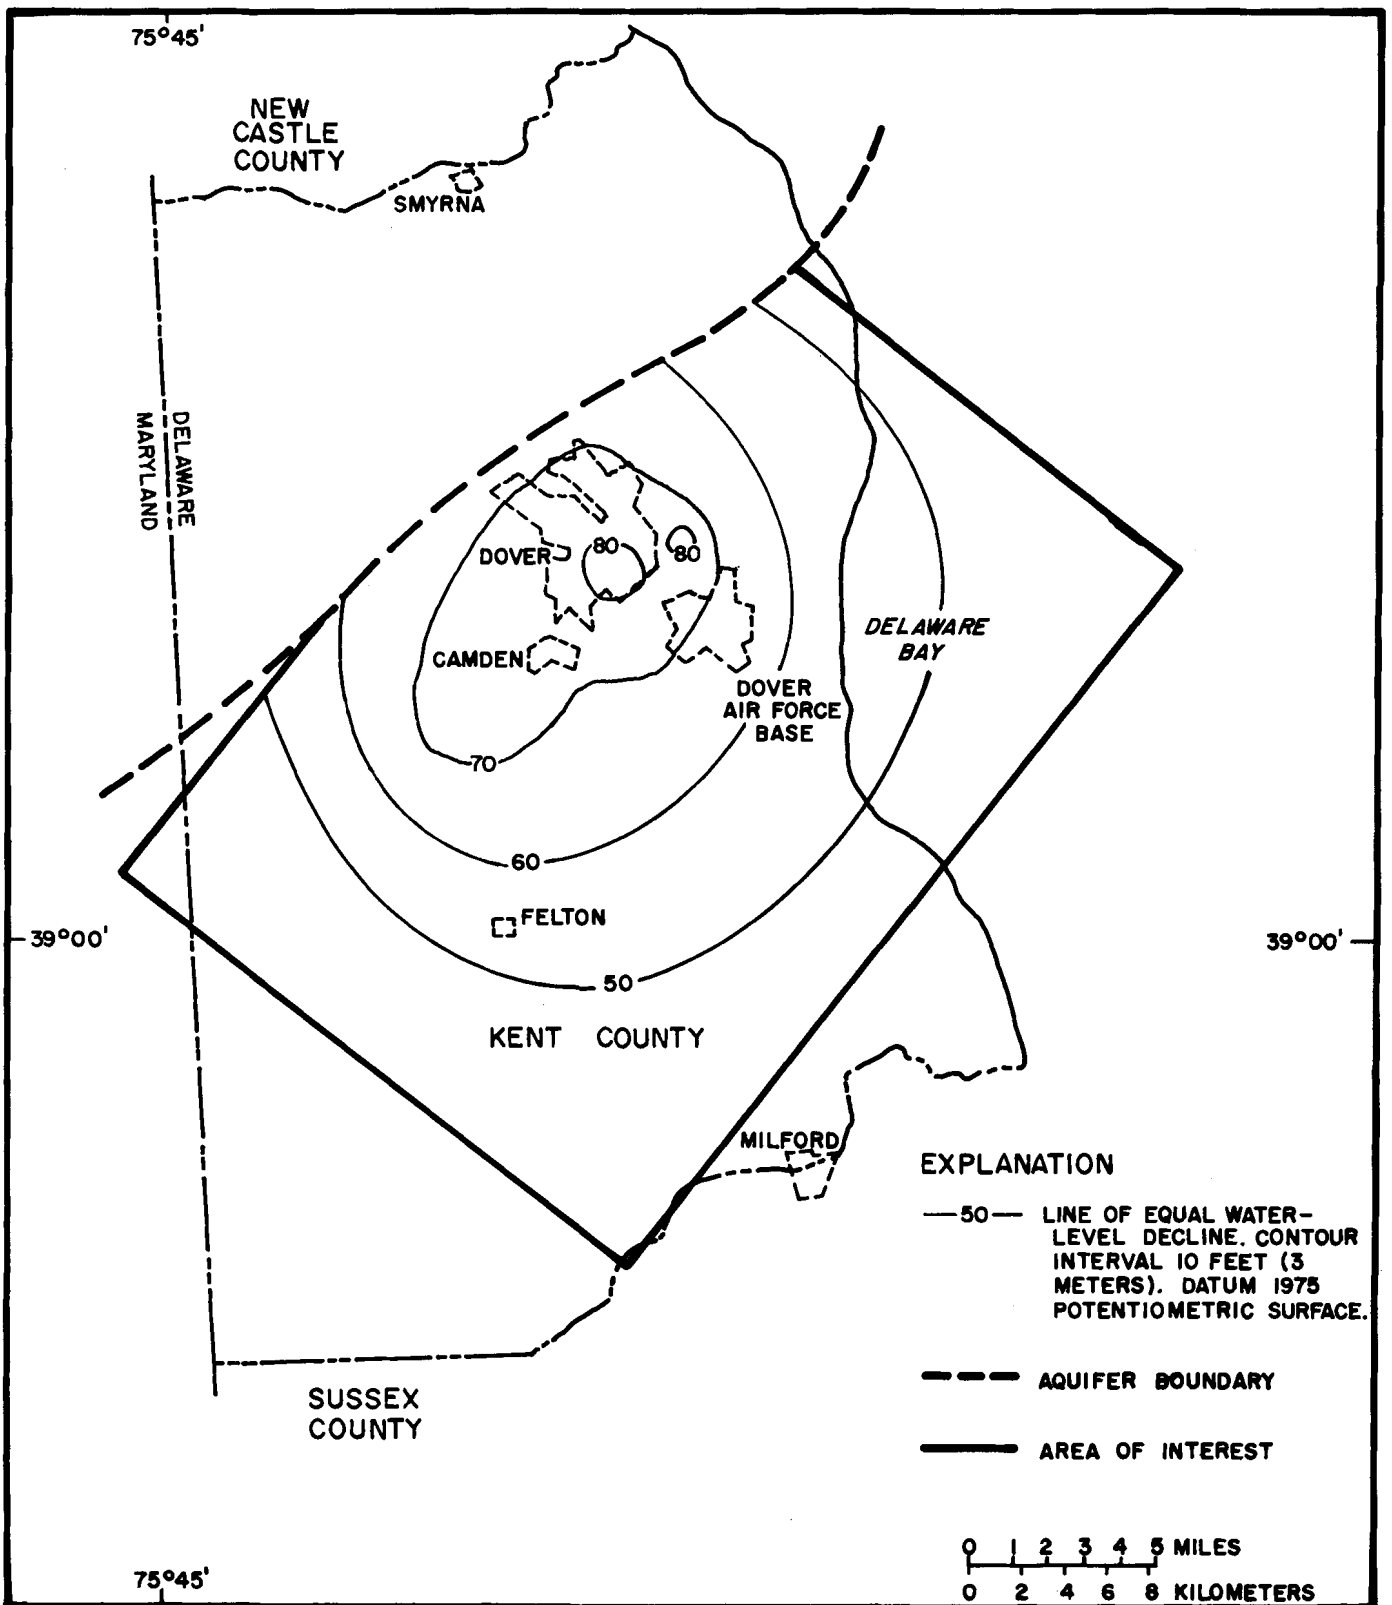 75°45'
NEW
CASTLE
COUNTY
SMYRNA
DELAWARE
MARYLAND
DOVER
80
80
CAMDEN
DELAWARE
BAY
DOVER
AIR FORCE
BASE
70
60
FELTON
39°00'
39°00'
50
KENT COUNTY
MILFORD
EXPLANATION
50 LINE OF EQUAL WATER-
LEVEL DECLINE. CONTOUR
INTERVAL 10 FEET (3
METERS). DATUM 1975
POTENTIOMETRIC SURFACE.
AQUIFER BOUNDARY
AREA OF INTEREST
SUSSEX
COUNTY
0 1 2 3 4 5 MILES
0 2 4 6 8 KILOMETERS
75°45'